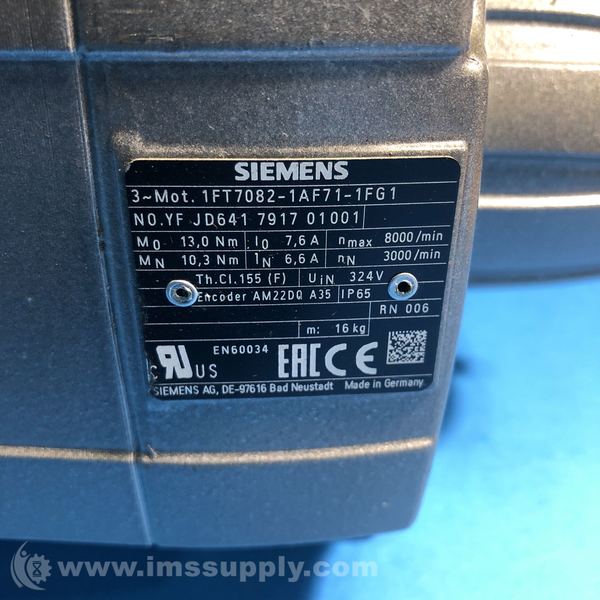 SIEMENS
3~Mot. 1FT7082-1AF71-1FG1
NO.YF JD641 7917 01001
M0 13,0 Nm I0 7,6 A nmax 8000/min
MN 10,3 Nm IN 6,6 A nN 3000/min
Th.Cl.155 (F) UiN 324V
Encoder AM22DQ A35 IP65
RN 006
m: 16 kg
EN60034
C RU US EAC CE
SIEMENS AG, DE-97616 Bad Neustadt Made in Germany
www.imssupply.com